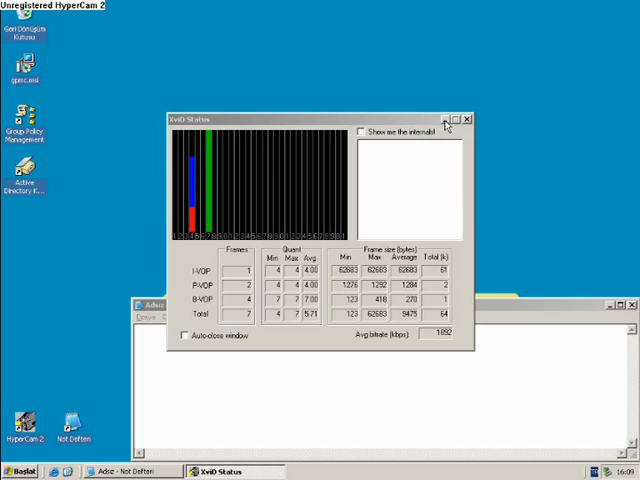 Unregistered HyperCam 2
Geri Dönüşüm
Kutusu
gpmc.msi
Group Policy
Management
Active
Directory K...
HyperCam 2
Not Defteri
XviD Status
Show me the internals!
Frames
Quant
Frame size (bytes)
Min Max Avg Min Max Average Total (k)
I-VOP 1 4 4 4.00 62683 62683 62683 61
P-VOP 2 4 4 4.00 1276 1292 1284 2
B-VOP 4 7 7 7.00 123 418 270 1
Total 7 4 7 5.71 123 62683 9475 64
Auto-close window
Avg bitrate (kbps): 1892
Adsız
Dosya
Başlat
Adsız - Not Defteri
XviD Status
TR
16:09